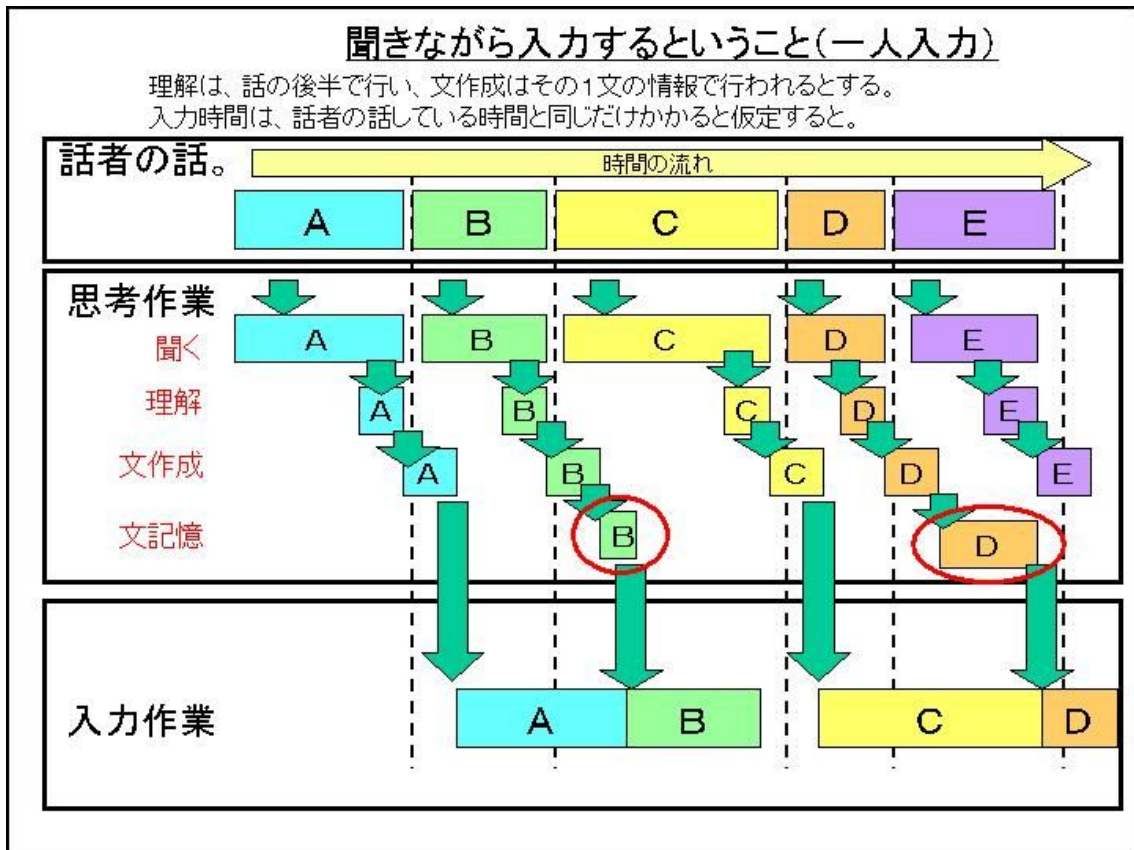 聞きながら入力するということ(一人入力)
理解は、話の後半で行い、文作成はその1文の情報で行われるとする。
入力時間は、話者の話している時間と同じだけかかると仮定すると。
話者の話。
時間の流れ
A B C D E
思考作業
聞く A B C D E
理解 A B C D E
文作成 A B C D E
文記憶 B D
入力作業 A B C D